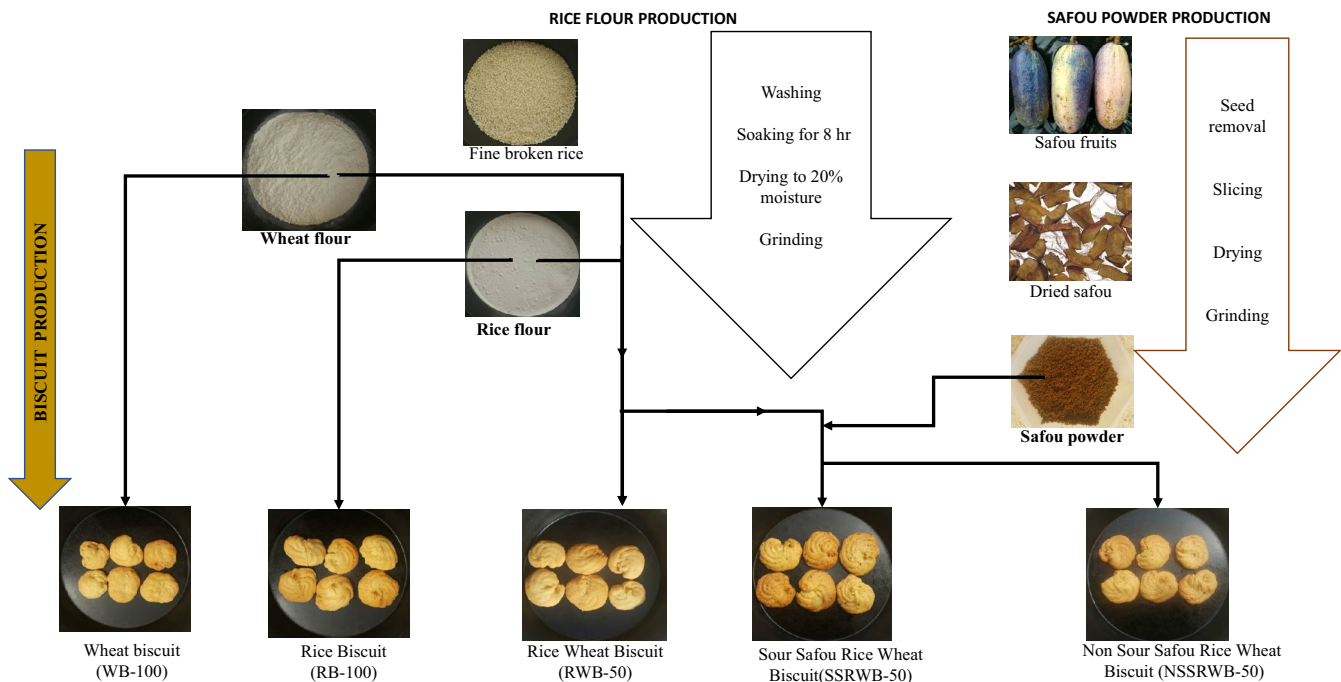 RICE FLOUR PRODUCTION
SAFOU POWDER PRODUCTION
Fine broken rice
Wheat flour
Rice flour
Washing
Soaking for 8 hr
Drying to 20%
moisture
Grinding
Safou fruits
Dried safou
Safou powder
Seed
removal
Slicing
Drying
Grinding
BISCUIT PRODUCTION
Wheat biscuit
(WB-100)
Rice Biscuit
(RB-100)
Rice Wheat Biscuit
(RWB-50)
Sour Safou Rice Wheat
Biscuit(SSRWB-50)
Non Sour Safou Rice Wheat
Biscuit (NSSRWB-50)